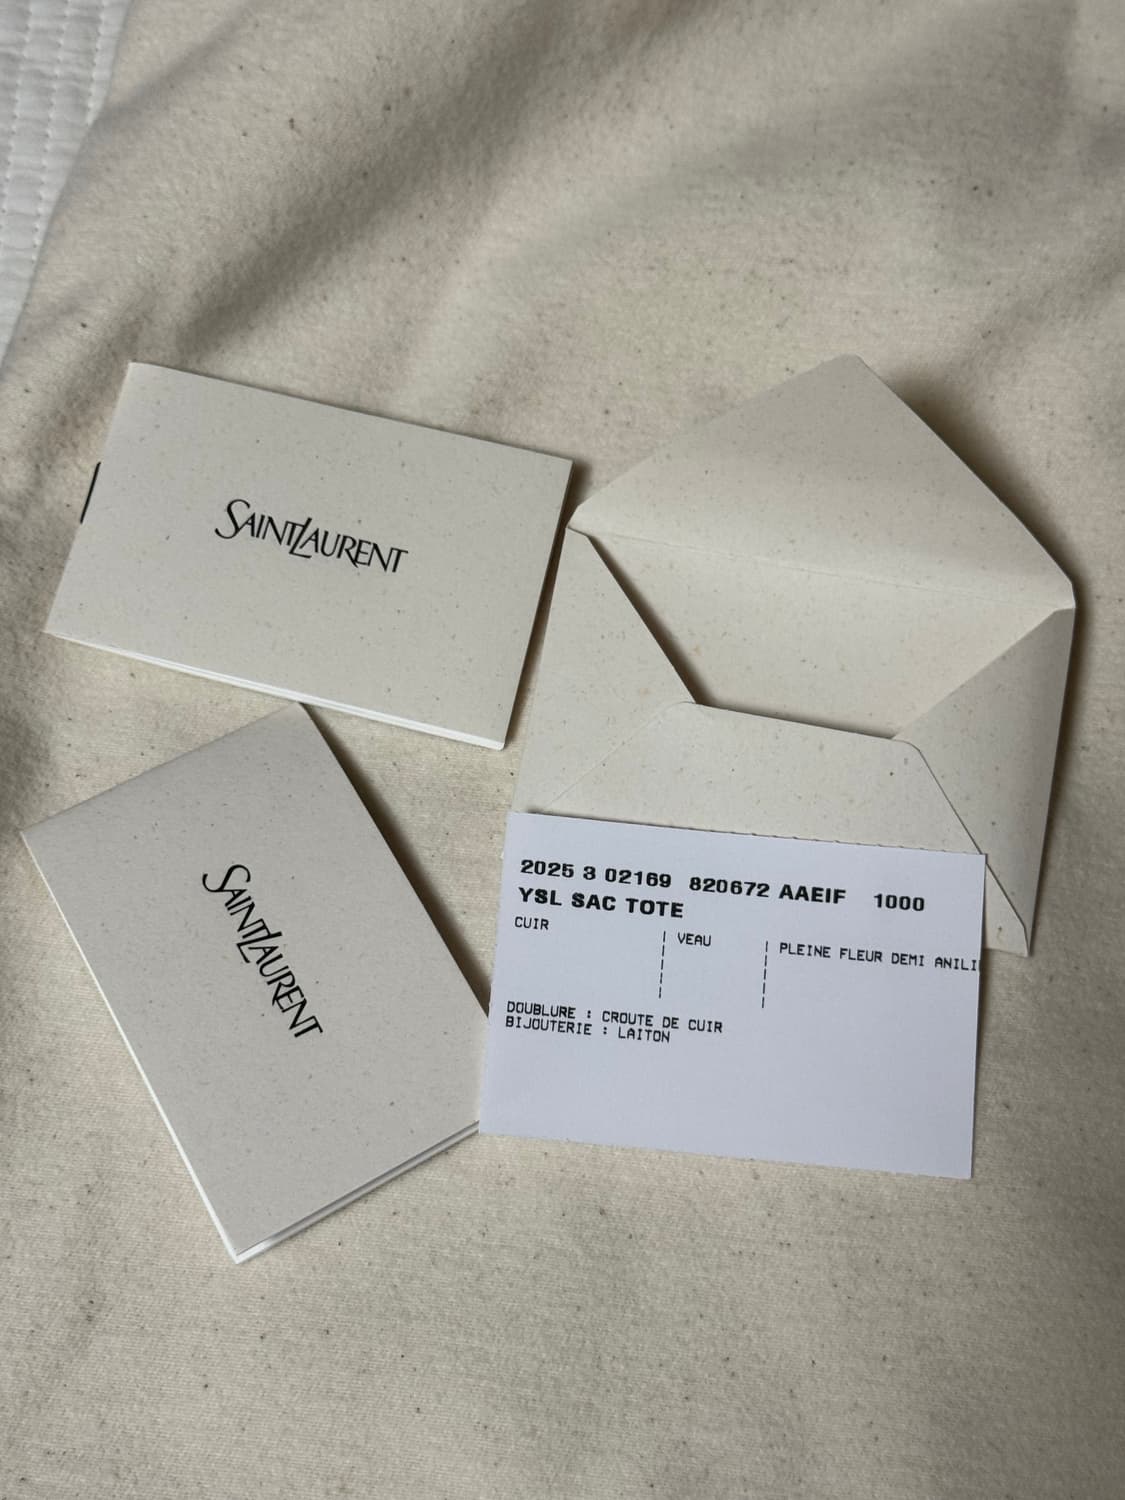 SAINT LAURENT
SAINT LAURENT
2025 3 02169 820672 AAEIF 1000
YSL SAC TOTE
CUIR | VEAU | PLEINE FLEUR DEMI ANILI
DOUBLURE : CROUTE DE CUIR
BIJOUTERIE : LAITON